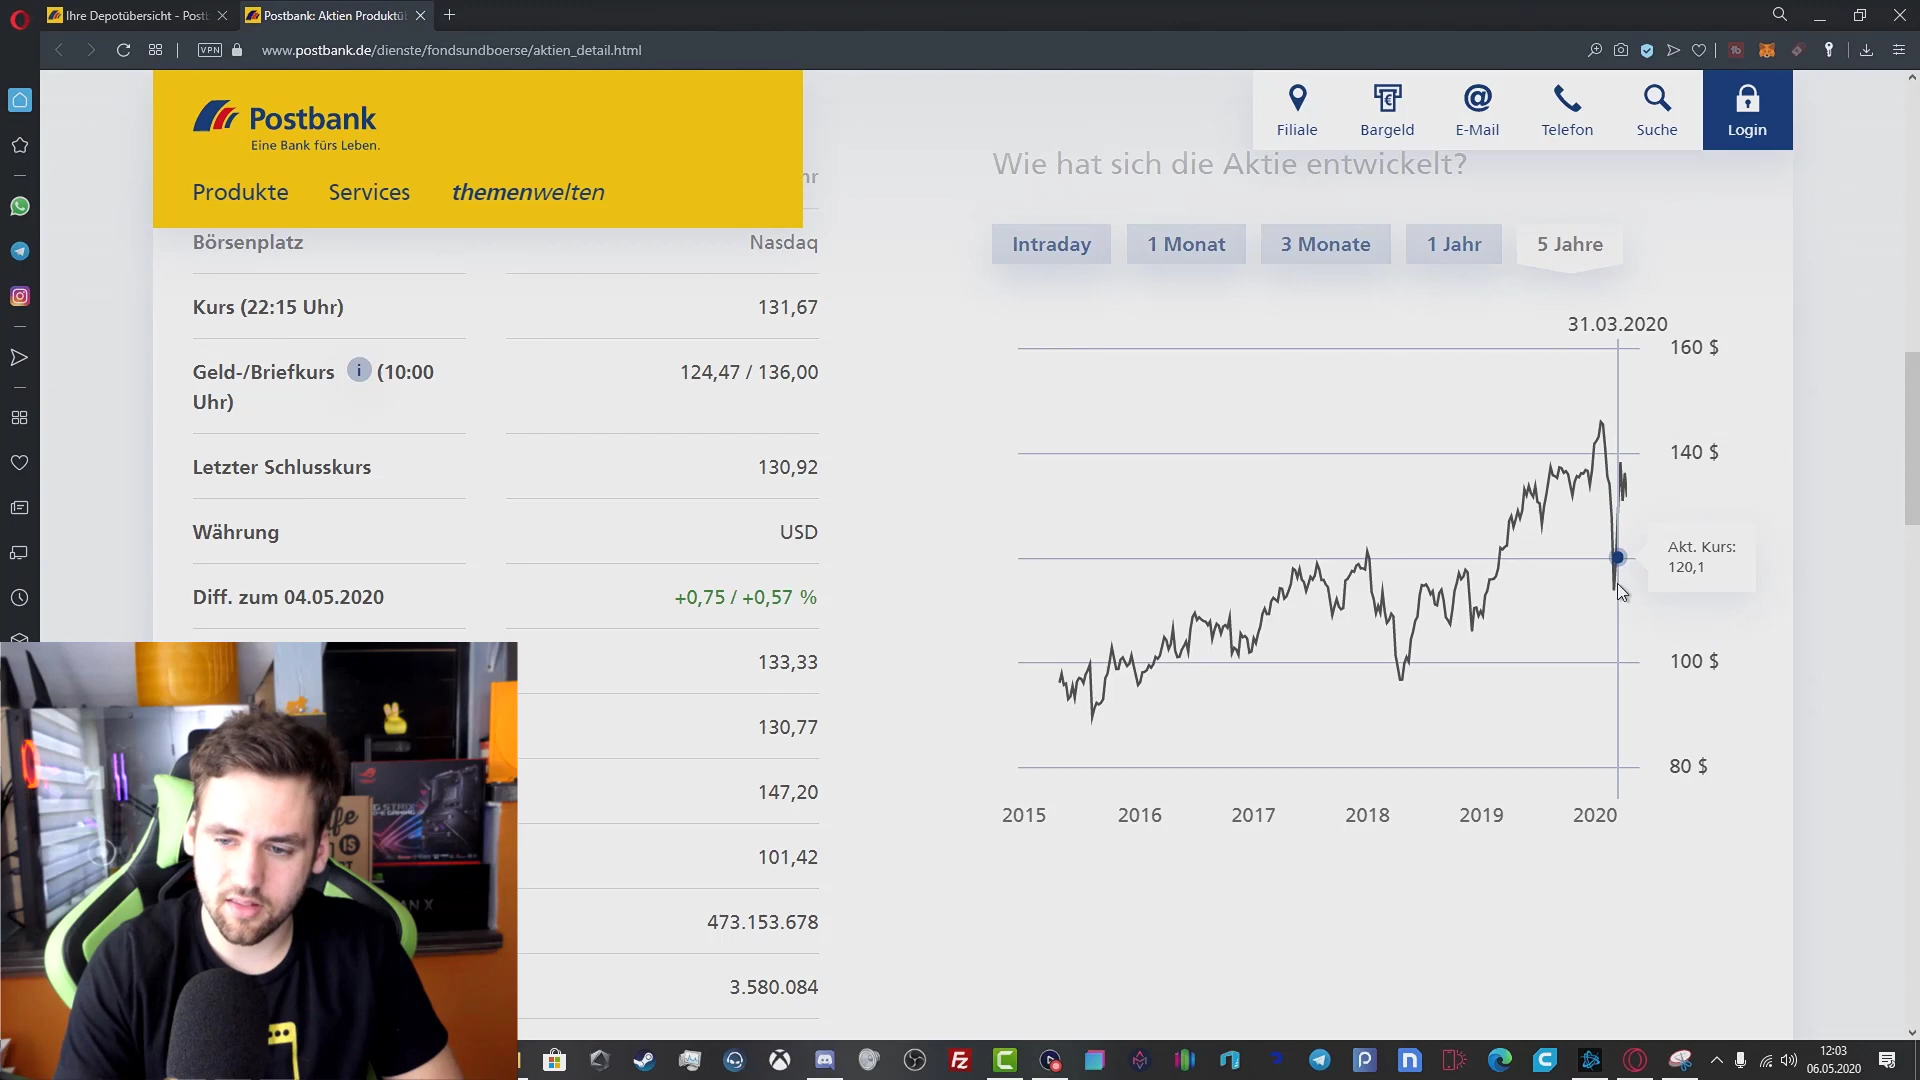 Ihre Depotübersicht - Postb
Postbank: Aktien Produktü
VPN
www.postbank.de/dienste/fondsundboerse/aktien_detail.html
Postbank
Eine Bank fürs Leben.
Produkte
Services
themenwelten
Filiale
Bargeld
E-Mail
Telefon
Suche
Login
hr
Börsenplatz
Nasdaq
Kurs (22:15 Uhr)
131,67
Geld-/Briefkurs i (10:00
Uhr)
124,47 / 136,00
Letzter Schlusskurs
130,92
Währung
USD
Diff. zum 04.05.2020
+0,75 / +0,57 %
133,33
130,77
147,20
101,42
473.153.678
3.580.084
Wie hat sich die Aktie entwickelt?
Intraday
1 Monat
3 Monate
1 Jahr
5 Jahre
31.03.2020
160 $
140 $
Akt. Kurs:
120,1
100 $
80 $
2015
2016
2017
2018
2019
2020
12:03
06.05.2020